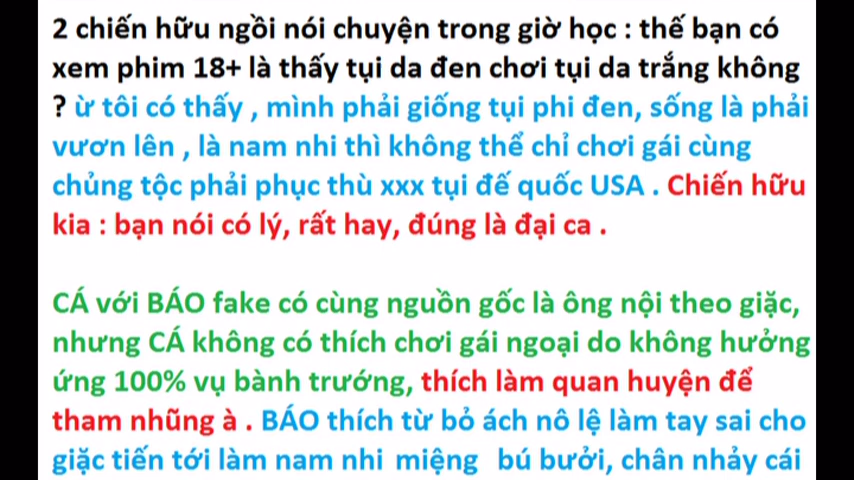 2 chiến hữu ngồi nói chuyện trong giờ học : thế bạn có
xem phim 18+ là thấy tụi da đen chơi tụi da trắng không
? ừ tôi có thấy , mình phải giống tụi phi đen, sống là phải
vươn lên , là nam nhi thì không thể chỉ chơi gái cùng
chủng tộc phải phục thù xxx tụi đế quốc USA . Chiến hữu
kia : bạn nói có lý, rất hay, đúng là đại ca .
CÁ với BÁO fake có cùng nguồn gốc là ông nội theo giặc,
nhưng CÁ không có thích chơi gái ngoại do không hưởng
ứng 100% vụ bành trướng, thích làm quan huyện để
tham nhũng à . BÁO thích từ bỏ ách nô lệ làm tay sai cho
giặc tiến tới làm nam nhi miệng bú bưởi, chân nhảy cái